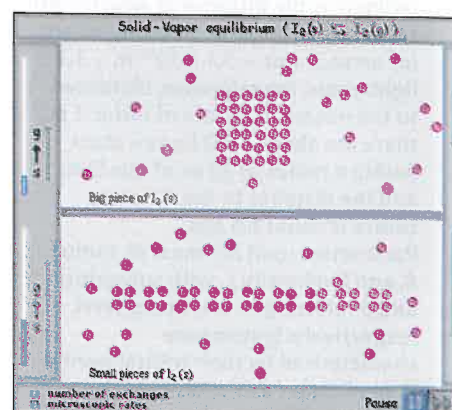 Solid-Vapor equilibrium (I₂(s) ⇆ I₂(g))
Big piece of I₂ (s)
Small pieces of I₂ (s)
number of exchanges
microscopic rates
Pause